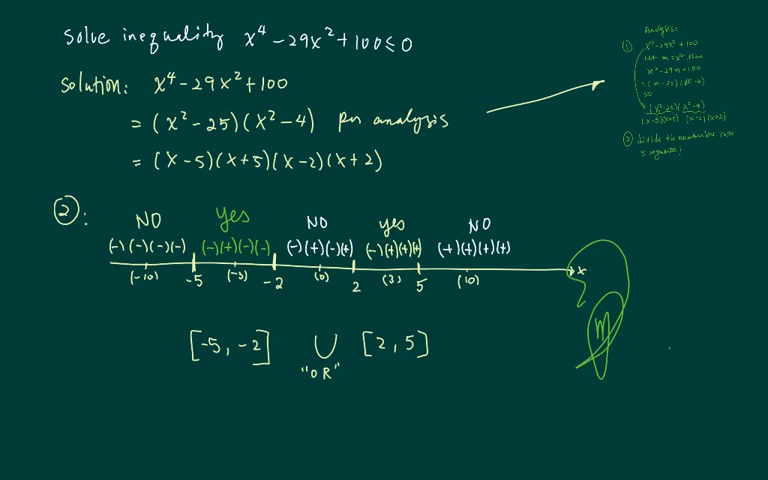 Solve inequality x⁴-29x²+100≤0
Solution: x⁴-29x²+100
= (x²-25)(x²-4) per analysis
= (x-5)(x+5)(x-2)(x+2)
Analysis:
① x⁴-29x²+100
let m=x² then
= (m-25)(m-4)
so
(x²-25)(x²-4)
(x-5)(x+5) (x-2)(x+2)
② divide the number line into
5 segments:
②:
NO Yes NO yes NO
(-)(-)(-)(-) (-)(+)(-)(-) (-)(+)(-)(+) (-)(+)(+)(+) (+)(+)(+)(+)
(-10) -5 (-3) -2 (0) 2 (3) 5 (10) x
[-5, -2] ∪ [2, 5]
"OR"
m